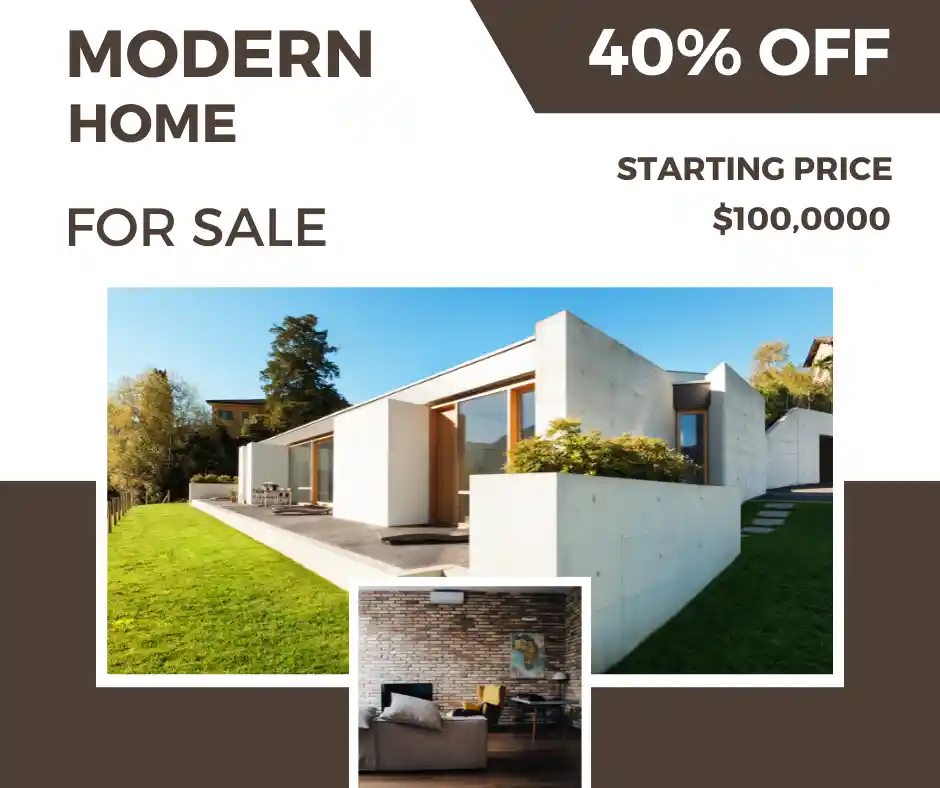 MODERN
HOME
FOR SALE
40% OFF
STARTING PRICE
$100,0000